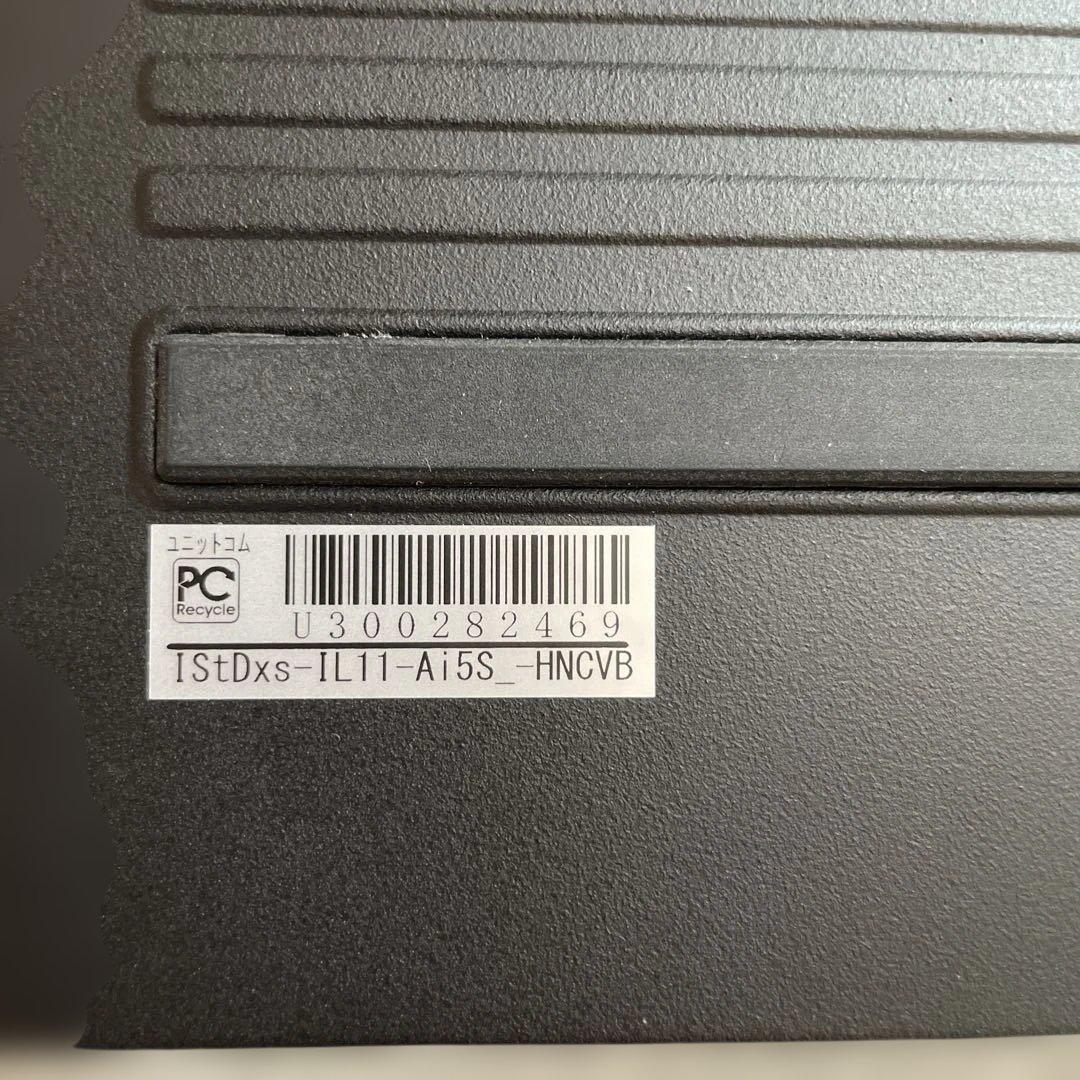 ユニットコム
PC
Recycle
U300282469
IStDxs-IL11-Ai5S_-HNCVB